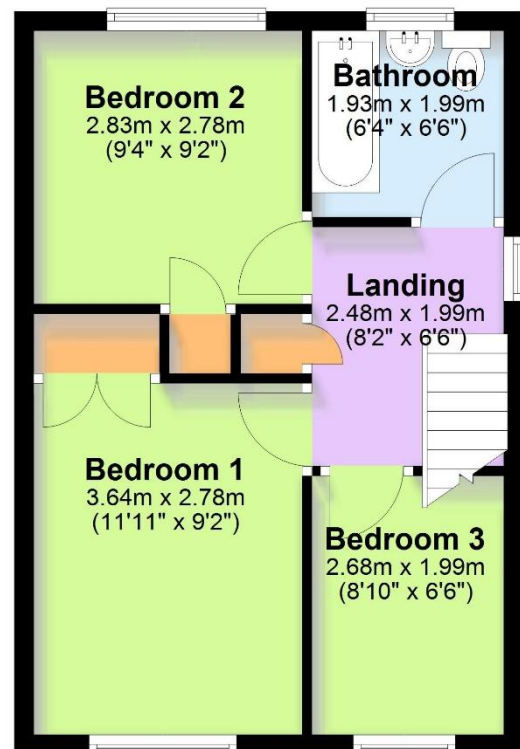 Bedroom 2
2.83m x 2.78m
(9'4" x 9'2")
Bathroom
1.93m x 1.99m
(6'4" x 6'6")
Landing
2.48m x 1.99m
(8'2" x 6'6")
Bedroom 1
3.64m x 2.78m
(11'11" x 9'2")
Bedroom 3
2.68m x 1.99m
(8'10" x 6'6")